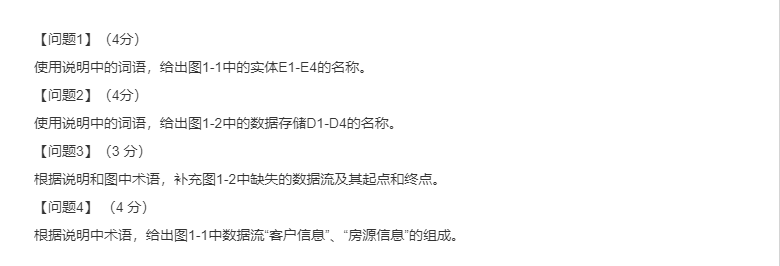 【问题1】（4分）
使用说明中的词语，给出图1-1中的实体E1-E4的名称。
【问题2】（4分）
使用说明中的词语，给出图1-2中的数据存储D1-D4的名称。
【问题3】（3 分）
根据说明和图中术语，补充图1-2中缺失的数据流及其起点和终点。
【问题4】 （4 分）
根据说明中术语，给出图1-1中数据流“客户信息”、“房源信息”的组成。